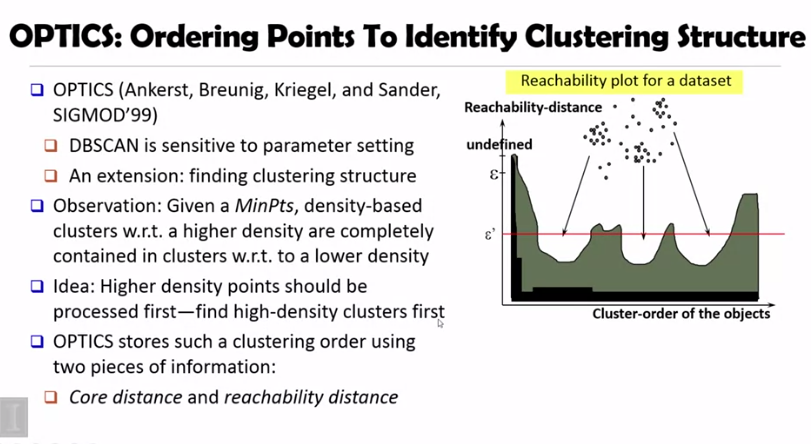 OPTICS: Ordering Points To Identify Clustering Structure
OPTICS (Ankerst, Breunig, Kriegel, and Sander,
SIGMOD'99)
DBSCAN is sensitive to parameter setting
An extension: finding clustering structure
Observation: Given a MinPts, density-based
clusters w.r.t. a higher density are completely
contained in clusters w.r.t. to a lower density
Idea: Higher density points should be
processed first—find high-density clusters first
OPTICS stores such a clustering order using
two pieces of information:
Core distance and reachability distance
Reachability plot for a dataset
Reachability-distance
undefined
ε
ε'
Cluster-order of the objects
I